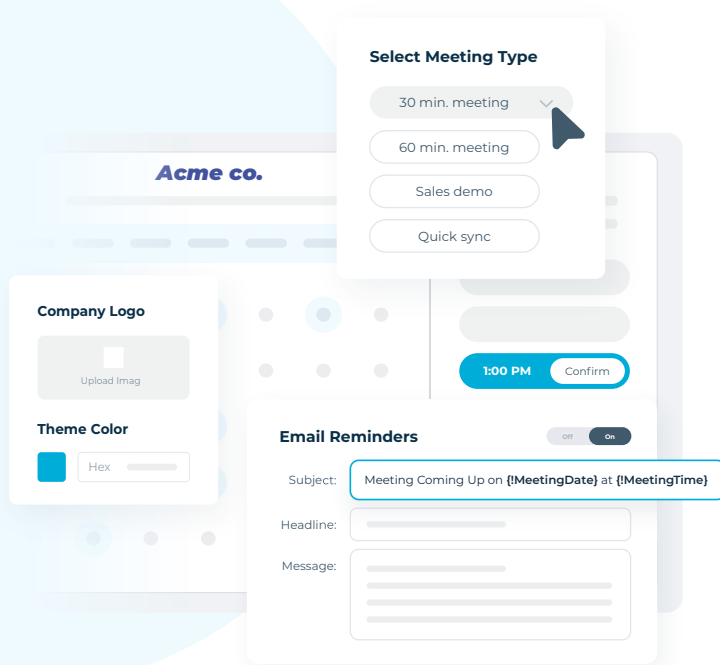 Select Meeting Type
30 min. meeting
60 min. meeting
Sales demo
Quick sync
Acme co.
Company Logo
Upload Imag
Theme Color
Hex
1:00 PM Confirm
Email Reminders Off On
Subject: Meeting Coming Up on {!MeetingDate} at {!MeetingTime}
Headline:
Message: